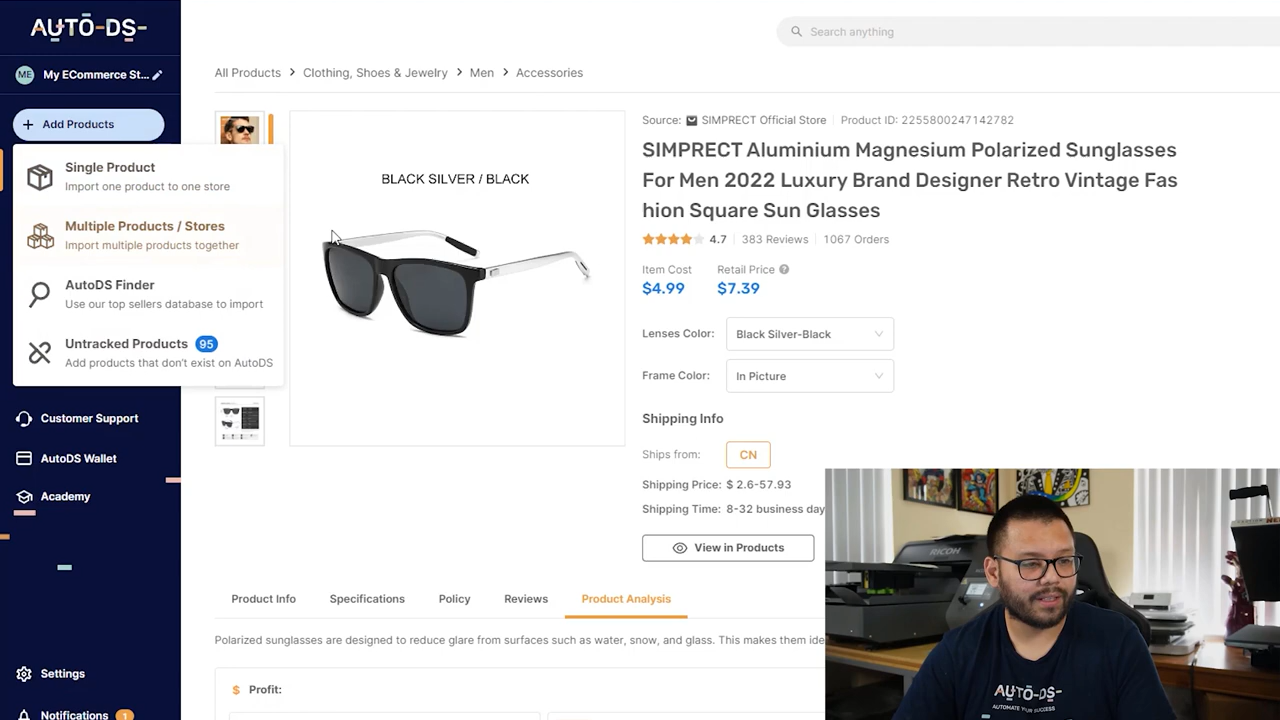 AUTO-DS-
Search anything
ME My ECommerce St...
All Products > Clothing, Shoes & Jewelry > Men > Accessories
+ Add Products
Single Product
Import one product to one store
Multiple Products / Stores
Import multiple products together
AutoDS Finder
Use our top sellers database to import
Untracked Products 95
Add products that don't exist on AutoDS
Customer Support
AutoDS Wallet
Academy
Settings
Notifications 1
BLACK SILVER / BLACK
Source: SIMPRECT Official Store Product ID: 2255800247142782
SIMPRECT Aluminium Magnesium Polarized Sunglasses
For Men 2022 Luxury Brand Designer Retro Vintage Fas
hion Square Sun Glasses
4.7 383 Reviews 1067 Orders
Item Cost Retail Price ?
$4.99 $7.39
Lenses Color: Black Silver-Black
Frame Color: In Picture
Shipping Info
Ships from: CN
Shipping Price: $ 2.6-57.93
Shipping Time: 8-32 business day
View in Products
Product Info Specifications Policy Reviews Product Analysis
Polarized sunglasses are designed to reduce glare from surfaces such as water, snow, and glass. This makes them ide
$ Profit:
RICOH
AUTO-DS-
AUTOMATE YOUR SUCCESS